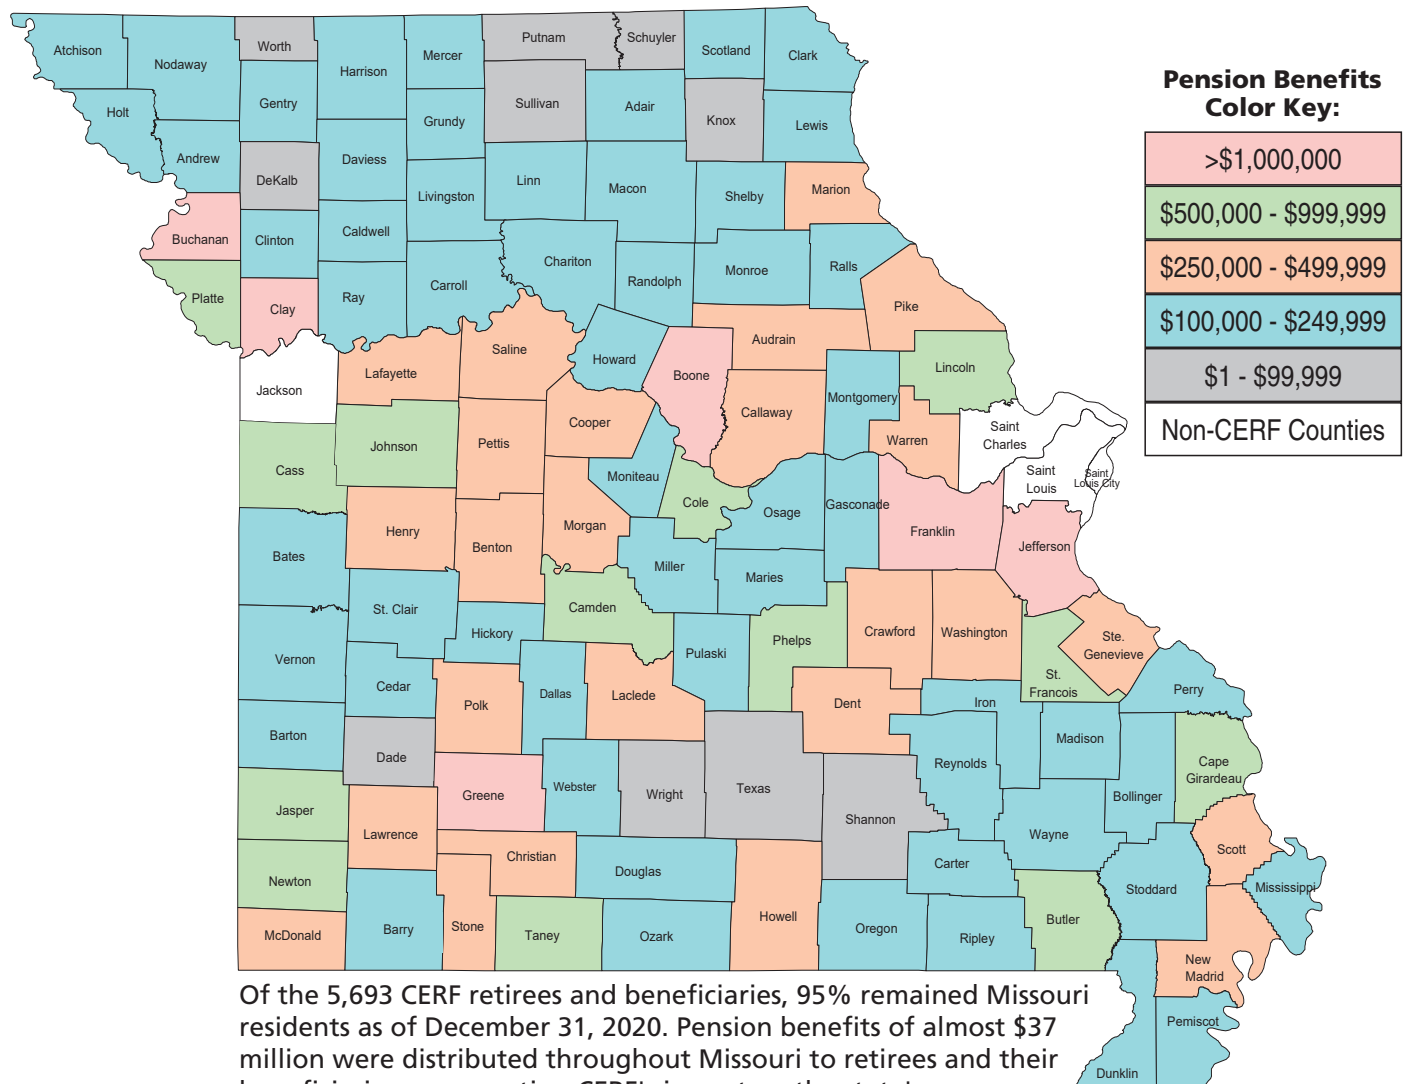 Atchison
Nodaway
Worth
Harrison
Mercer
Putnam
Schuyler
Scotland
Clark
Holt
Gentry
Grundy
Sullivan
Adair
Knox
Lewis
Andrew
DeKalb
Daviess
Livingston
Linn
Macon
Shelby
Marion
Buchanan
Clinton
Caldwell
Carroll
Chariton
Randolph
Monroe
Ralls
Platte
Clay
Ray
Pike
Jackson
Lafayette
Saline
Howard
Boone
Audrain
Lincoln
Cass
Johnson
Pettis
Cooper
Callaway
Montgomery
Warren
Saint
Charles
Saint
Louis
Saint
Louis City
Moniteau
Cole
Osage
Gasconade
Franklin
Jefferson
Bates
Henry
Benton
Morgan
Miller
Maries
St. Clair
Hickory
Camden
Pulaski
Phelps
Crawford
Washington
St.
Francois
Ste.
Genevieve
Perry
Vernon
Cedar
Polk
Dallas
Laclede
Dent
Iron
Reynolds
Madison
Bollinger
Cape
Girardeau
Barton
Dade
Greene
Webster
Wright
Texas
Shannon
Wayne
Jasper
Lawrence
Christian
Douglas
Carter
Stoddard
Scott
Mississippi
Newton
McDonald
Barry
Stone
Taney
Ozark
Howell
Oregon
Ripley
Butler
New
Madrid
Pemiscot
Dunklin
Pension Benefits
Color Key:
>$1,000,000
$500,000 - $999,999
$250,000 - $499,999
$100,000 - $249,999
$1 - $99,999
Non-CERF Counties
Of the 5,693 CERF retirees and beneficiaries, 95% remained Missouri
residents as of December 31, 2020. Pension benefits of almost $37
million were distributed throughout Missouri to retirees and their